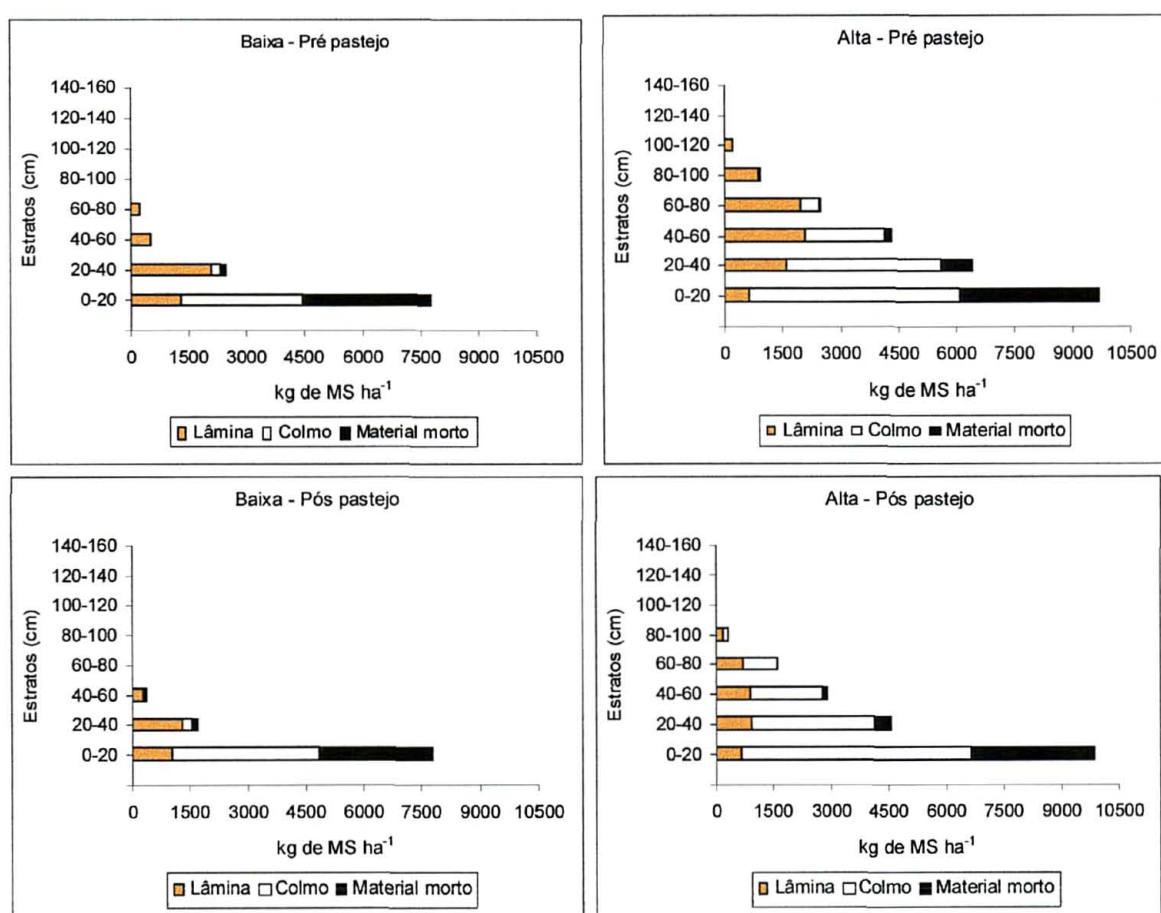 Baixa - Pré pastejo
Estratos (cm)
140-160
120-140
100-120
80-100
60-80
40-60
20-40
0-20
0 1500 3000 4500 6000 7500 9000 10500
kg de MS ha⁻¹
Lâmina Colmo Material morto
Alta - Pré pastejo
Estratos (cm)
140-160
120-140
100-120
80-100
60-80
40-60
20-40
0-20
0 1500 3000 4500 6000 7500 9000 10500
kg de MS ha⁻¹
Lâmina Colmo Material morto
Baixa - Pós pastejo
Estratos (cm)
140-160
120-140
100-120
80-100
60-80
40-60
20-40
0-20
0 1500 3000 4500 6000 7500 9000 10500
kg de MS ha⁻¹
Lâmina Colmo Material morto
Alta - Pós pastejo
Estratos (cm)
140-160
120-140
100-120
80-100
60-80
40-60
20-40
0-20
0 1500 3000 4500 6000 7500 9000 10500
kg de MS ha⁻¹
Lâmina Colmo Material morto